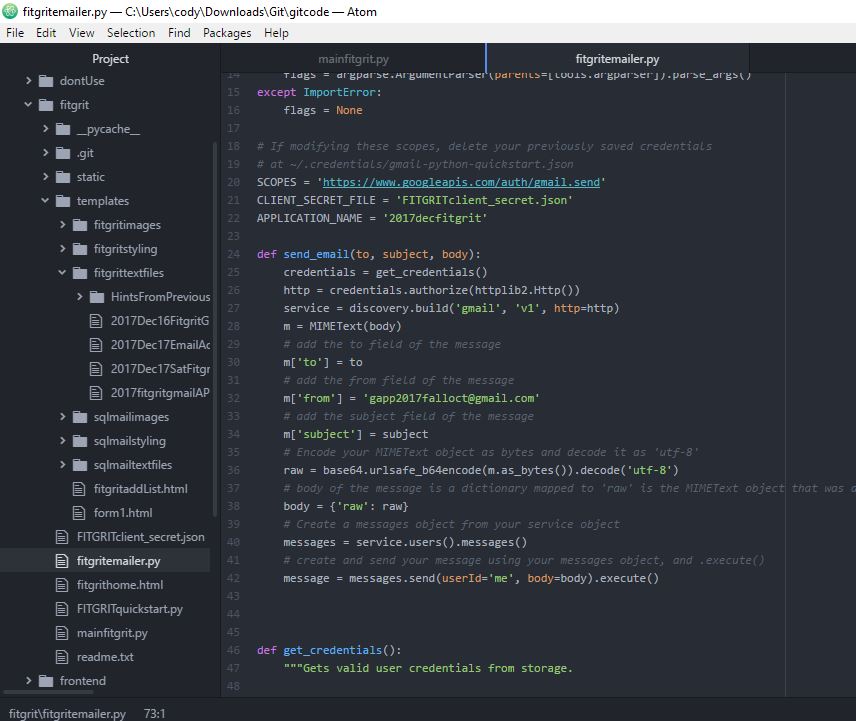 fitgritemailer.py — C:\Users\cody\Downloads\Git\gitcode — Atom
File Edit View Selection Find Packages Help
Project
dontUse
fitgrit
__pycache__
.git
static
templates
fitgritimages
fitgritstyling
fitgrittextfiles
HintsFromPrevious
2017Dec16FitgritG
2017Dec17EmailAc
2017Dec17SatFitgr
2017fitgritgmailAP
sqlmailimages
sqlmailstyling
sqlmailtextfiles
fitgritaddList.html
form1.html
FITGRITclient_secret.json
fitgritemailer.py
fitgrithome.html
FITGRITquickstart.py
mainfitgrit.py
readme.txt
frontend
mainfitgrit.py fitgritemailer.py
14 flags = argparse.ArgumentParser(parents=[tools.argparser]).parse_args()
15 except ImportError:
16 flags = None
17
18 # If modifying these scopes, delete your previously saved credentials
19 # at ~/.credentials/gmail-python-quickstart.json
20 SCOPES = 'https://www.googleapis.com/auth/gmail.send'
21 CLIENT_SECRET_FILE = 'FITGRITclient_secret.json'
22 APPLICATION_NAME = '2017decfitgrit'
23
24 def send_email(to, subject, body):
25 credentials = get_credentials()
26 http = credentials.authorize(httplib2.Http())
27 service = discovery.build('gmail', 'v1', http=http)
28 m = MIMEText(body)
29 # add the to field of the message
30 m['to'] = to
31 # add the from field of the message
32 m['from'] = 'gapp2017falloct@gmail.com'
33 # add the subject field of the message
34 m['subject'] = subject
35 # Encode your MIMEText object as bytes and decode it as 'utf-8'
36 raw = base64.urlsafe_b64encode(m.as_bytes()).decode('utf-8')
37 # body of the message is a dictionary mapped to 'raw' is the MIMEText object that was a
38 body = {'raw': raw}
39 # Create a messages object from your service object
40 messages = service.users().messages()
41 # create and send your message using your messages object, and .execute()
42 message = messages.send(userId='me', body=body).execute()
43
44
45
46 def get_credentials():
47 """Gets valid user credentials from storage.
48
fitgrit\fitgritemailer.py 73:1